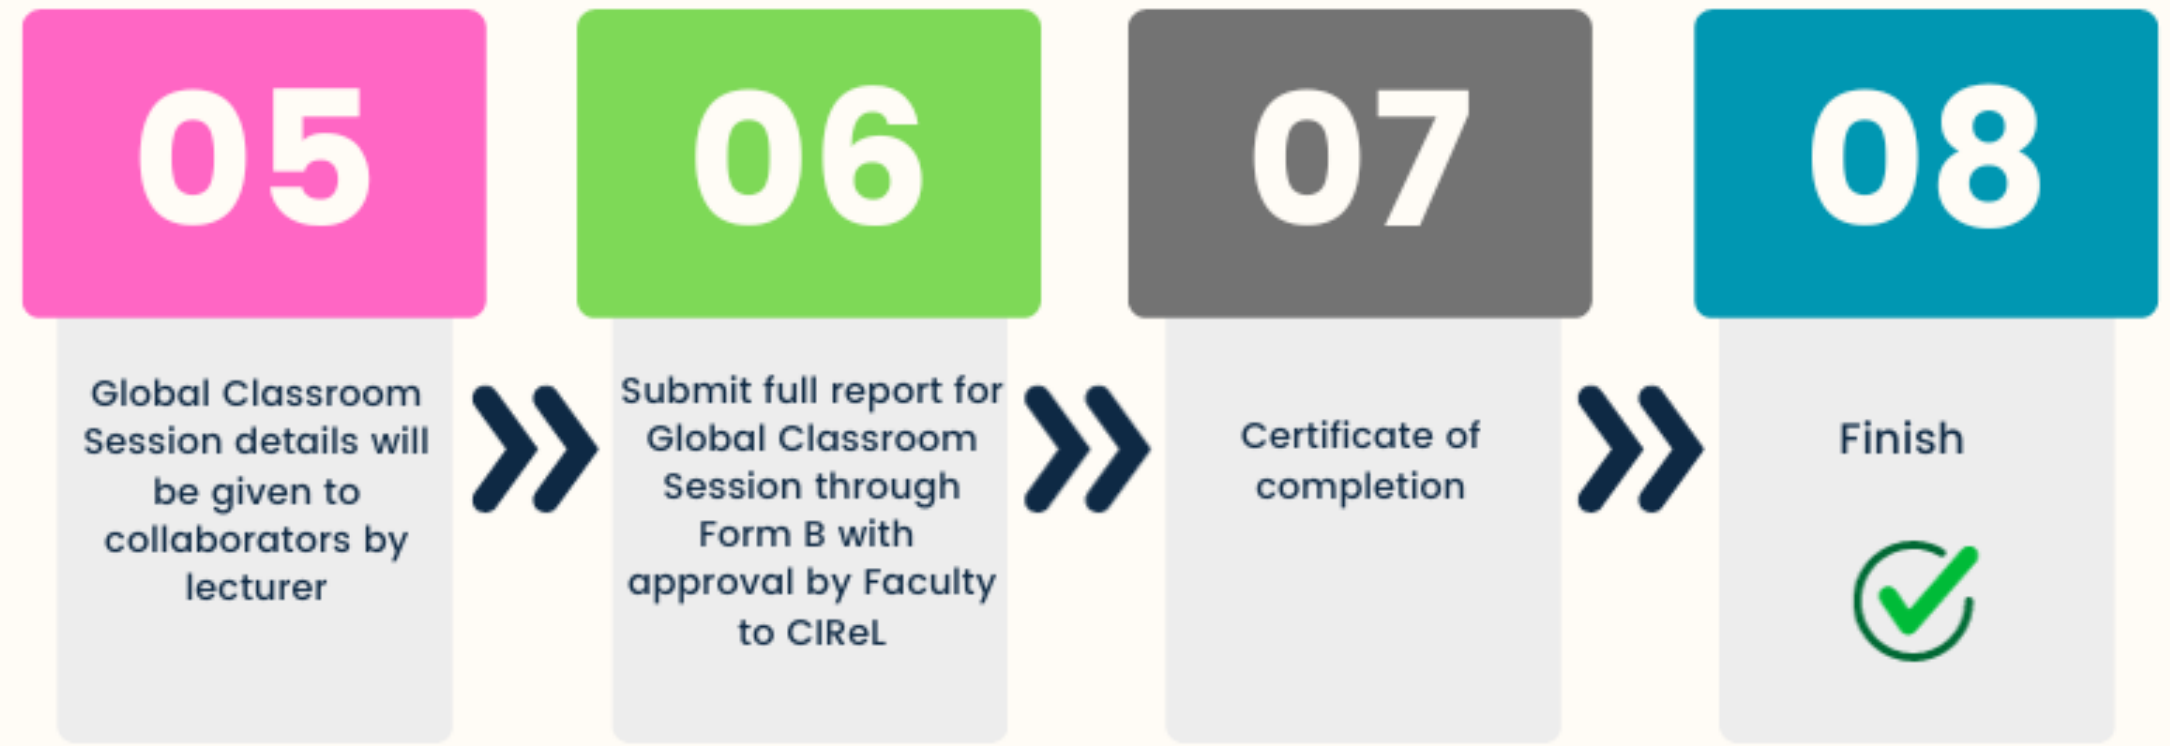 05
Global Classroom
Session details will
be given to
collaborators by
lecturer
06
Submit full report for
Global Classroom
Session through
Form B with
approval by Faculty
to CIReL
07
Certificate of
completion
08
Finish